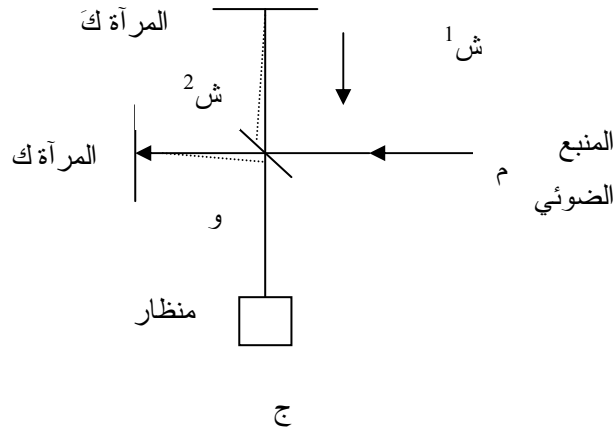 المرآة كَ
ش1
ش2
المنبع
الضوئي
م
المرآة ك
و
منظار
ج